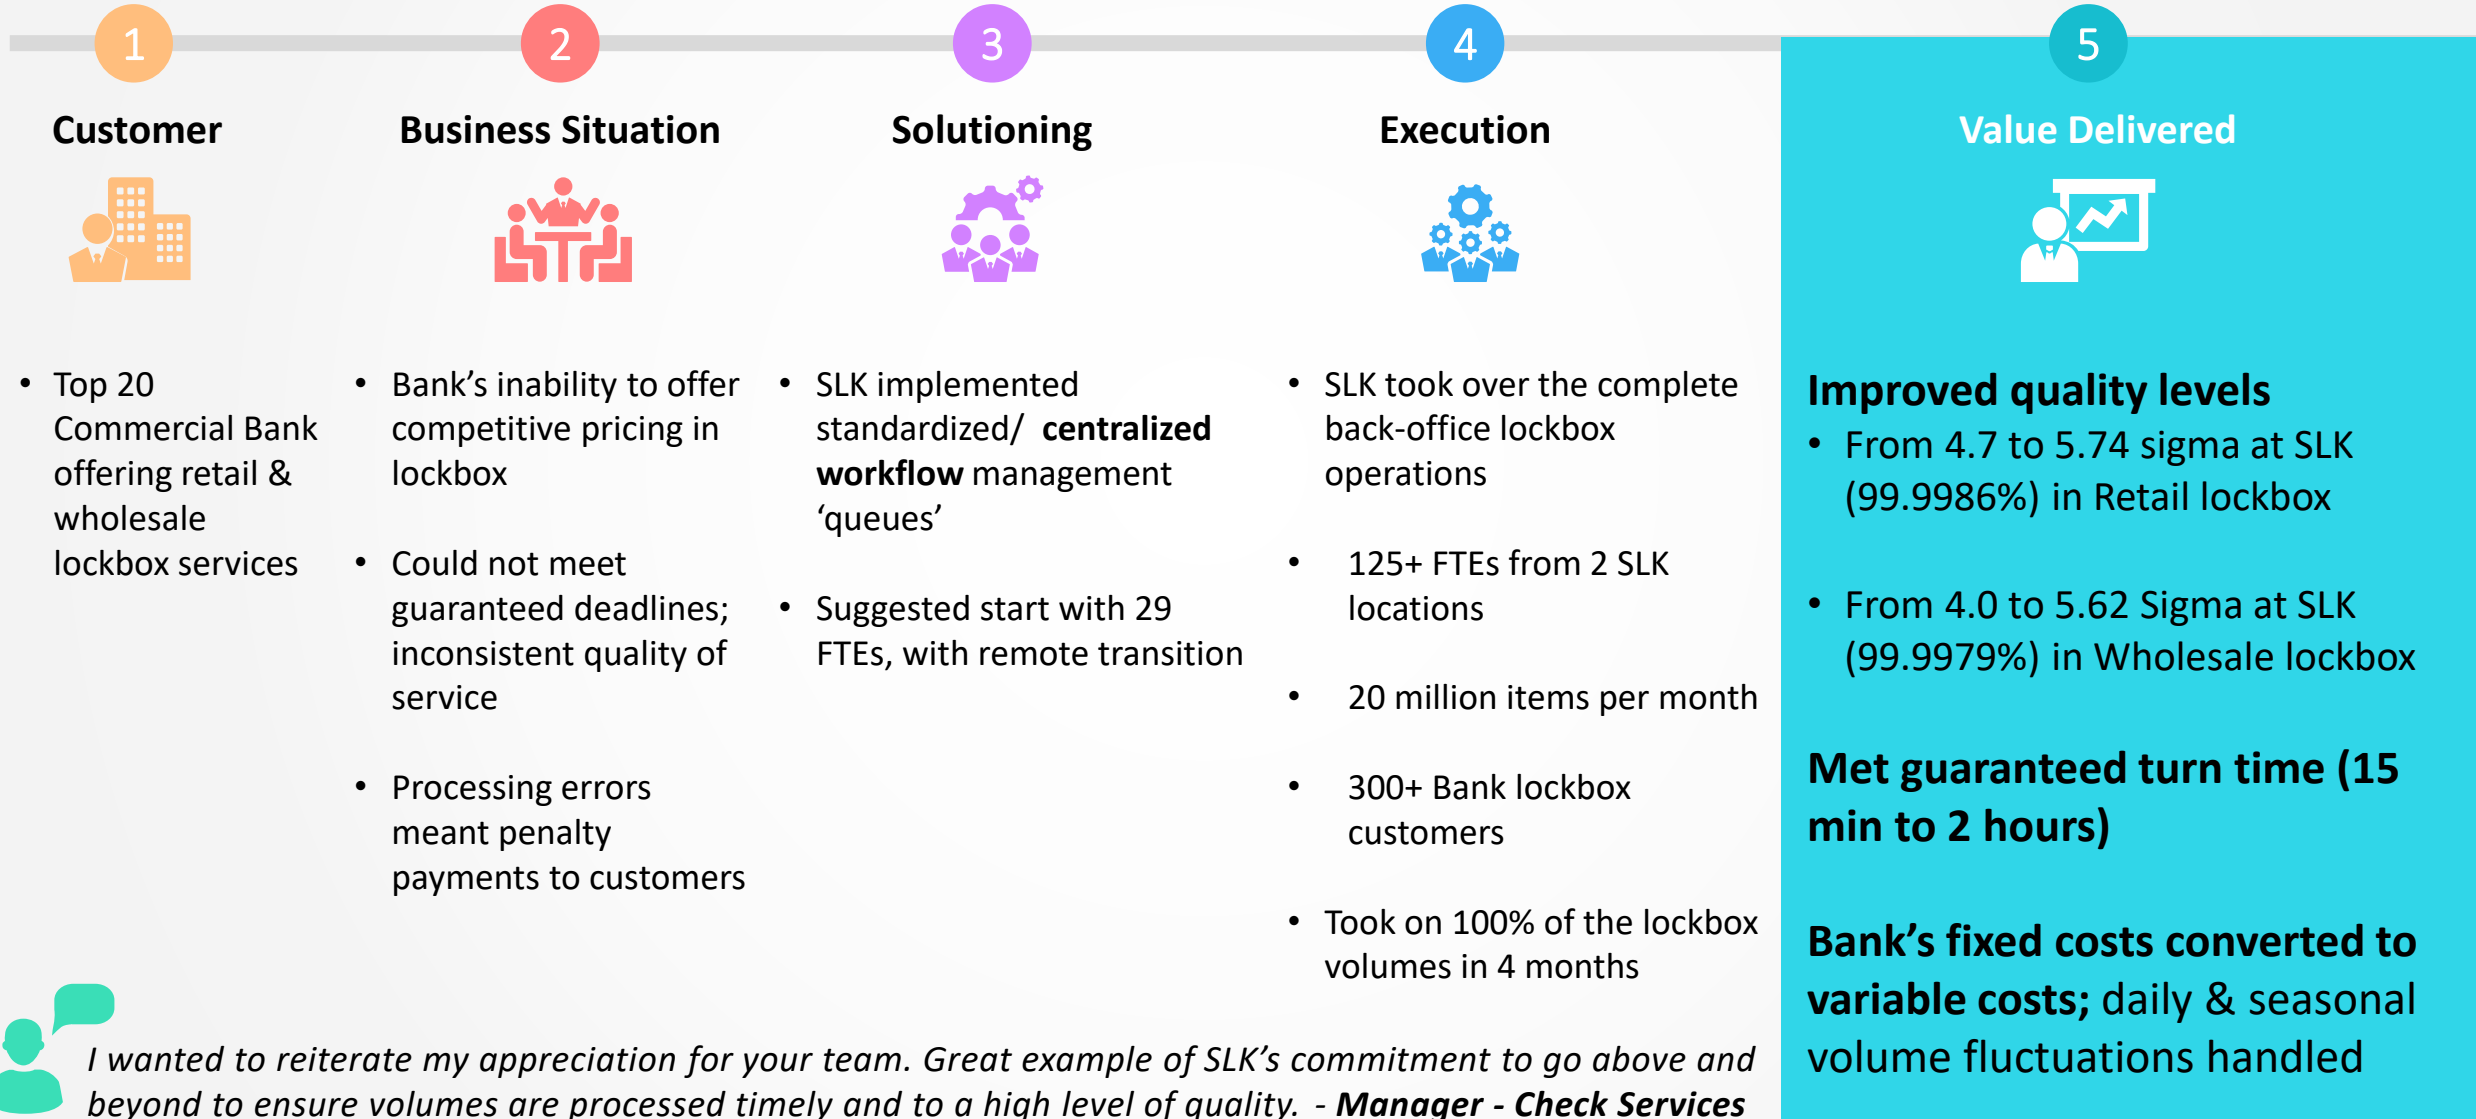 1
Customer
• Top 20
Commercial Bank
offering retail &
wholesale
lockbox services
2
Business Situation
• Bank’s inability to offer
competitive pricing in
lockbox
• Could not meet
guaranteed deadlines;
inconsistent quality of
service
• Processing errors
meant penalty
payments to customers
3
Solutioning
• SLK implemented
standardized/ centralized
workflow management
‘queues’
• Suggested start with 29
FTEs, with remote transition
4
Execution
• SLK took over the complete
back-office lockbox
operations
• 125+ FTEs from 2 SLK
locations
• 20 million items per month
• 300+ Bank lockbox
customers
• Took on 100% of the lockbox
volumes in 4 months
5
Value Delivered
Improved quality levels
• From 4.7 to 5.74 sigma at SLK
(99.9986%) in Retail lockbox
• From 4.0 to 5.62 Sigma at SLK
(99.9979%) in Wholesale lockbox
Met guaranteed turn time (15
min to 2 hours)
Bank’s fixed costs converted to
variable costs; daily & seasonal
volume fluctuations handled
I wanted to reiterate my appreciation for your team. Great example of SLK’s commitment to go above and
beyond to ensure volumes are processed timely and to a high level of quality. - Manager - Check Services